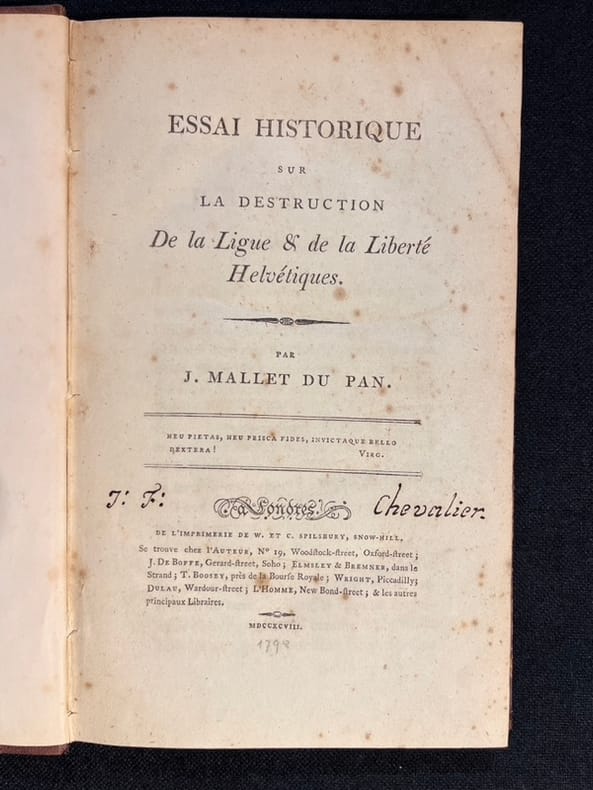 ESSAI HISTORIQUE
SUR
LA DESTRUCTION
De la Ligue & de la Liberté
Helvétiques.
PAR
J. MALLET DU PAN.
HEU PIETAS, HEU PRISCA FIDES, INVICTAQUE BELLO
DEXTERA! VIRG.
J: F: à Londres. Chevalier.
DE L'IMPRIMERIE DE W. ET C. SPILSBURY, SNOW-HILL,
Se trouve chez l'AUTEUR, Nº 19, Woodstock-street, Oxford-street;
J. DE BOFFE, Gerard-street, Soho; ELMSLEY & BREMNER, dans le
Strand; T. BOOSEY, près de la Bourſe Royale; WRIGHT, Piccadilly;
DULAU, Wardour-street; L'HOMME, New Bond-street; & les autres
principaux Libraires.
MDCCXCVIII.
1798